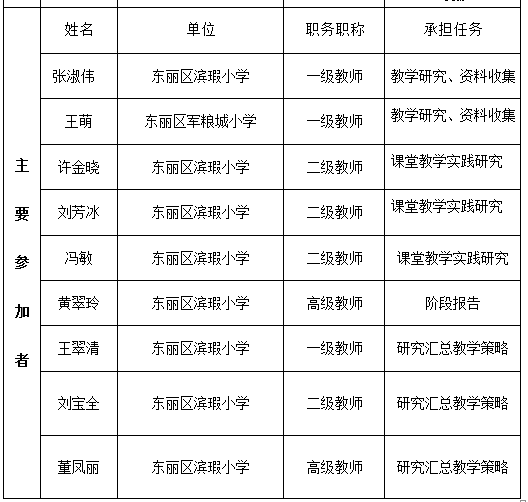 姓名 单位 职务职称 承担任务
张淑伟 东丽区滨瑕小学 一级教师 教学研究、资料收集
王萌 东丽区军粮城小学 一级教师 教学研究、资料收集
许金晓 东丽区滨瑕小学 二级教师 课堂教学实践研究
刘芳冰 东丽区滨瑕小学 二级教师 课堂教学实践研究
冯敏 东丽区滨瑕小学 二级教师 课堂教学实践研究
黄翠玲 东丽区滨瑕小学 高级教师 阶段报告
王翠清 东丽区滨瑕小学 一级教师 研究汇总教学策略
刘宝全 东丽区滨瑕小学 二级教师 研究汇总教学策略
董凤丽 东丽区滨瑕小学 高级教师 研究汇总教学策略
主要参加者